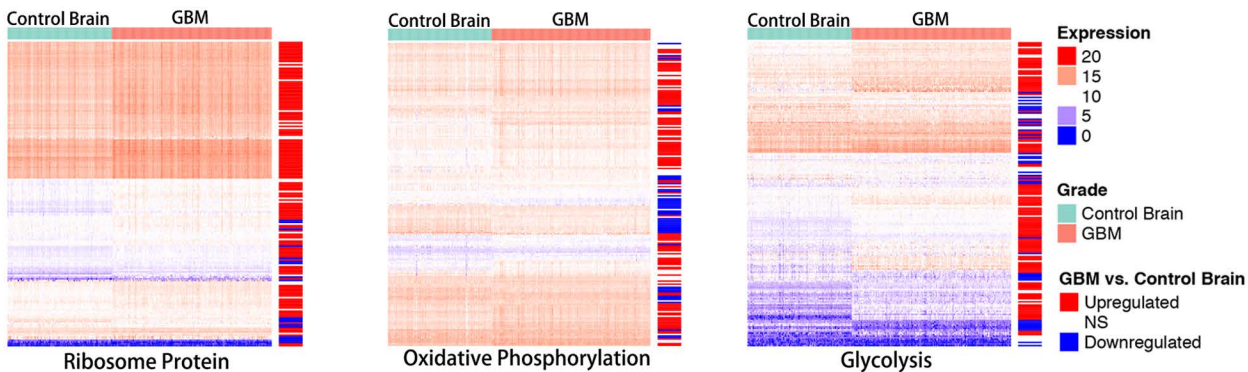 Control Brain GBM
Control Brain GBM
Control Brain GBM
Ribosome Protein
Oxidative Phosphorylation
Glycolysis
Expression
20
15
10
5
0
Grade
Control Brain
GBM
GBM vs. Control Brain
Upregulated
NS
Downregulated